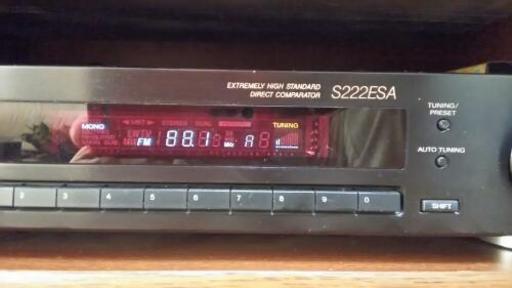 EXTREMELY HIGH STANDARD
DIRECT COMPARATOR
S222ESA
TUNING/
PRESET
MONO
TUNING
FM 88.1 MHz A
AUTO TUNING
2 3 4 5 6 7 8 9 0
SHIFT